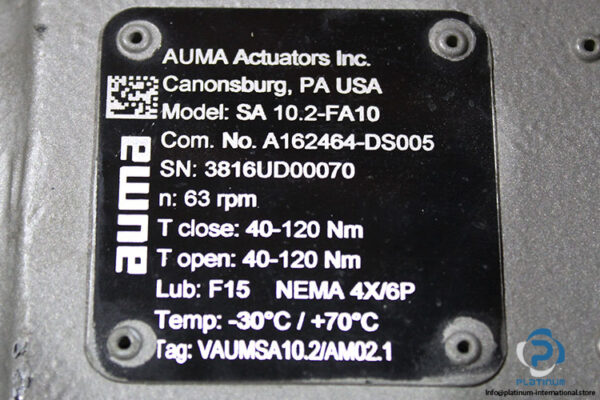 AUMA Actuators Inc.
Canonsburg, PA USA
Model: SA 10.2-FA10
Com. No. A162464-DS005
SN: 3816UD00070
n: 63 rpm
T close: 40-120 Nm
T open: 40-120 Nm
Lub: F15 NEMA 4X/6P
Temp: -30°C / +70°C
Tag: VAUMSA10.2/AM02.1
auma
PLATINUM
info@platinum-international.store